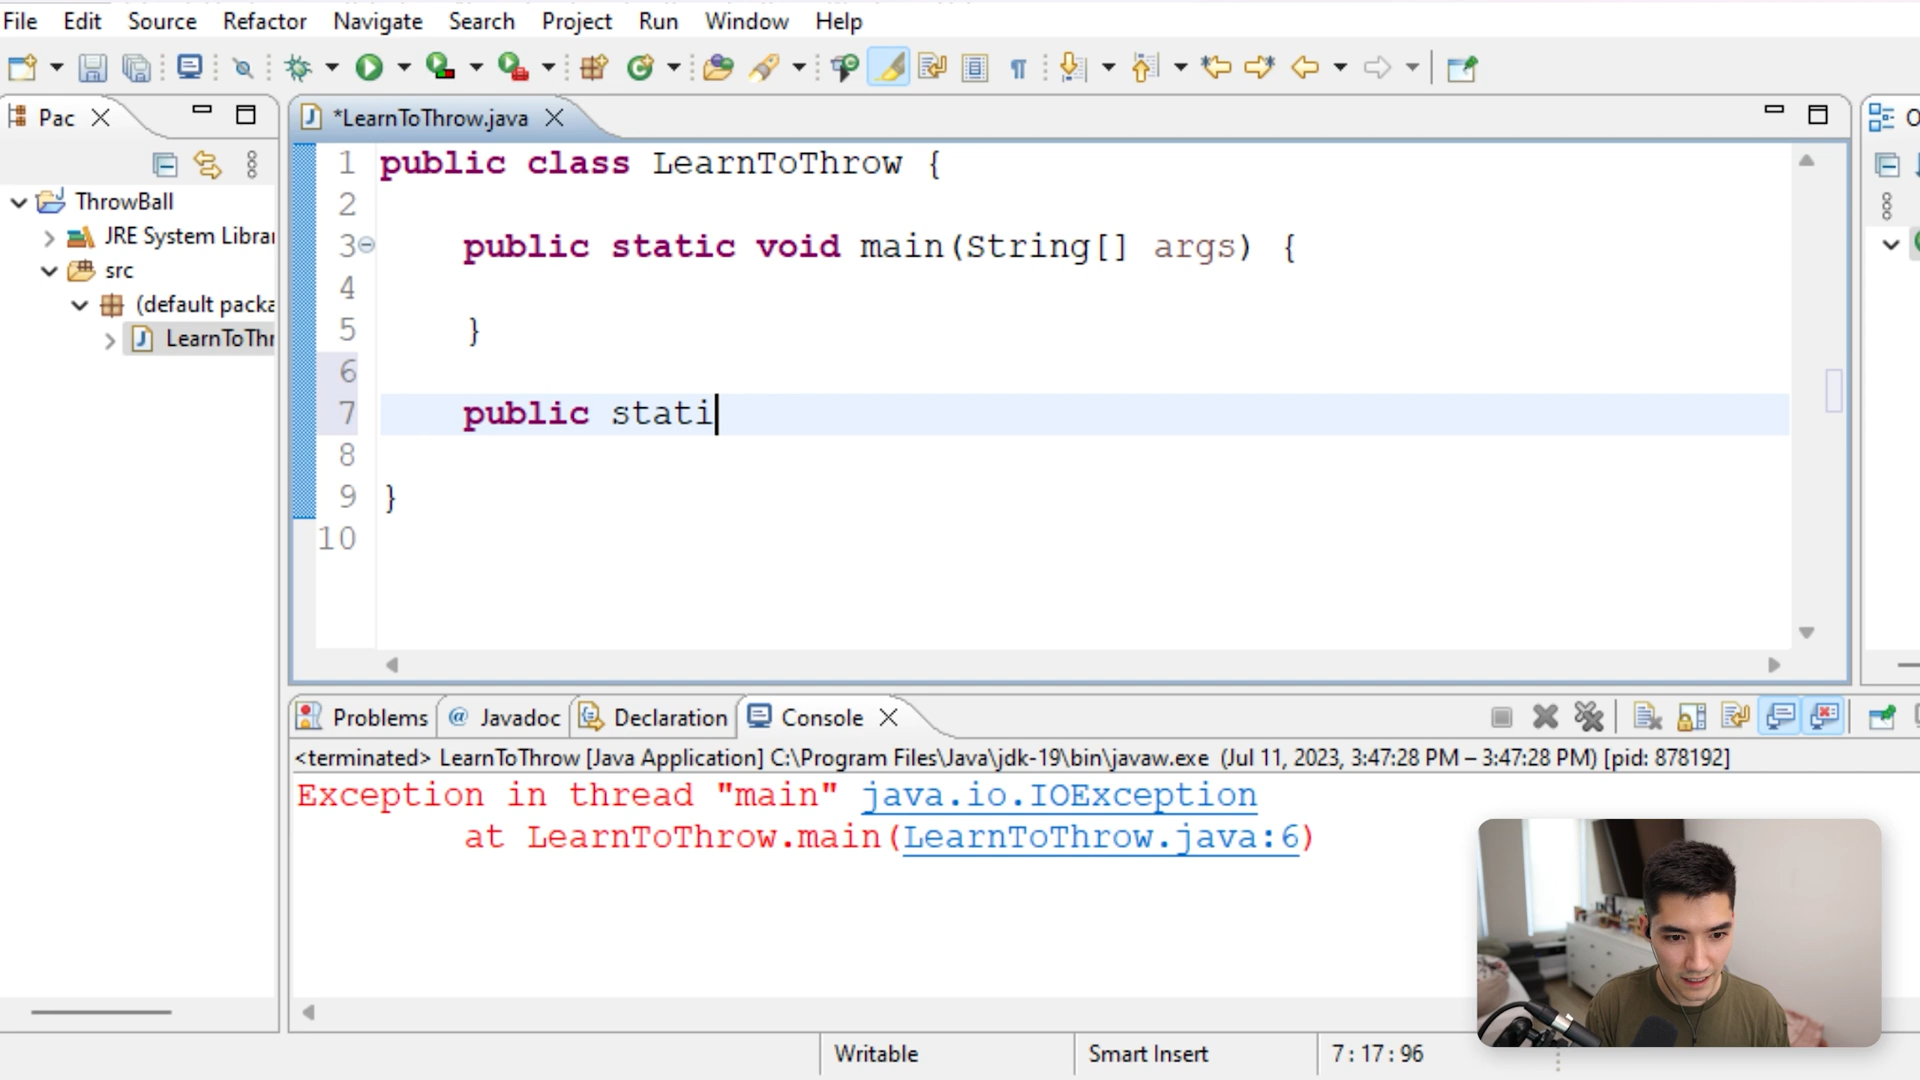 File Edit Source Refactor Navigate Search Project Run Window Help
Pac
*LearnToThrow.java
ThrowBall
JRE System Librar
src
(default packa
LearnToThr
1 public class LearnToThrow {
2
3 public static void main(String[] args) {
4
5 }
6
7 public stati
8
9 }
10
Problems @ Javadoc Declaration Console
<terminated> LearnToThrow [Java Application] C:\Program Files\Java\jdk-19\bin\javaw.exe (Jul 11, 2023, 3:47:28 PM – 3:47:28 PM) [pid: 878192]
Exception in thread "main" java.io.IOException
at LearnToThrow.main(LearnToThrow.java:6)
Writable Smart Insert 7 : 17 : 96